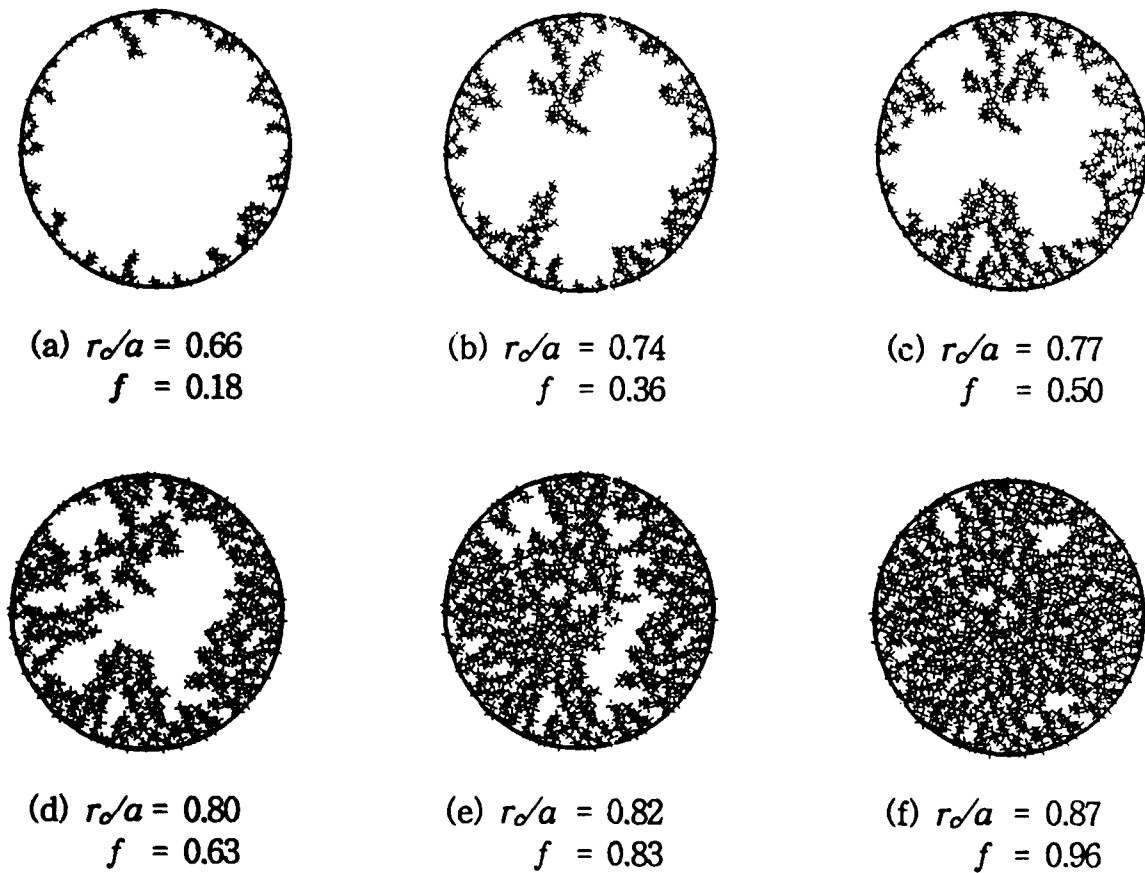 (a) r₀/a = 0.66
f = 0.18
(b) r₀/a = 0.74
f = 0.36
(c) r₀/a = 0.77
f = 0.50
(d) r₀/a = 0.80
f = 0.63
(e) r₀/a = 0.82
f = 0.83
(f) r₀/a = 0.87
f = 0.96